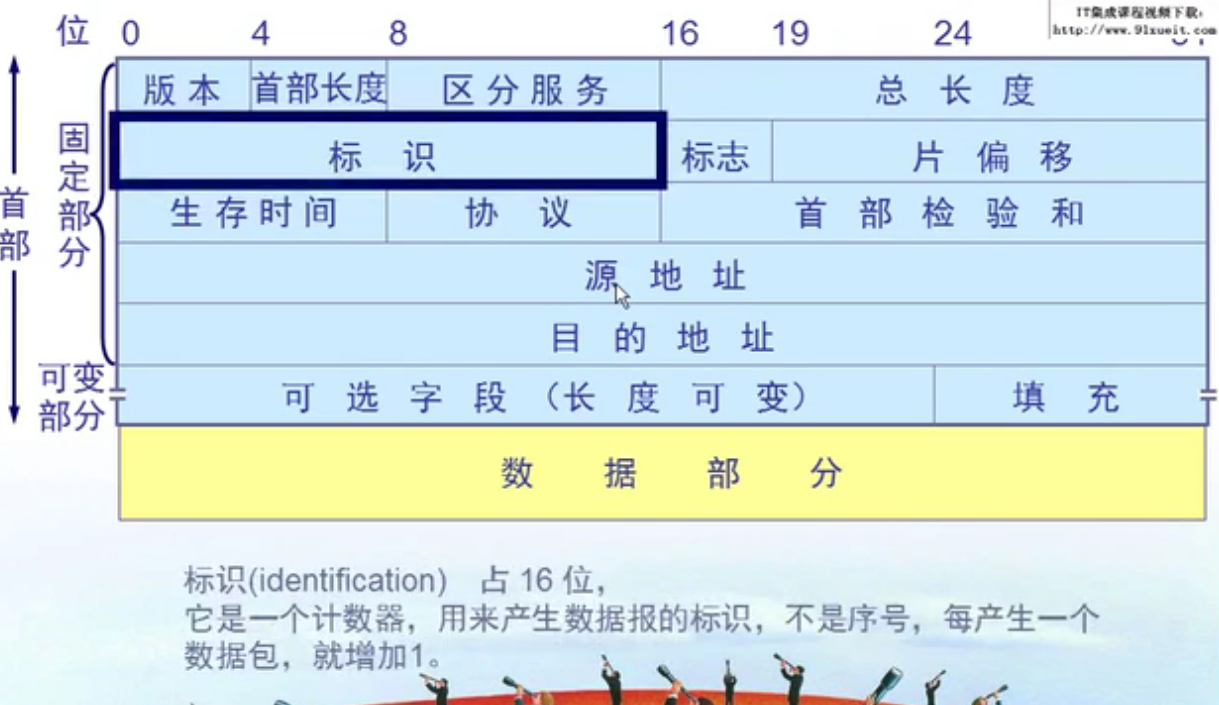 IT集成课程视频下载:
http://www.91xueit.com
位 0 4 8 16 19 24
版本 首部长度 区分服务 总长度
标识 标志 片偏移
生存时间 协议 首部检验和
源地址
目的地址
可选字段（长度可变） 填充
数据部分
首部
固定部分
可变部分
标识(identification) 占 16 位，
它是一个计数器，用来产生数据报的标识，不是序号，每产生一个
数据包，就增加1。